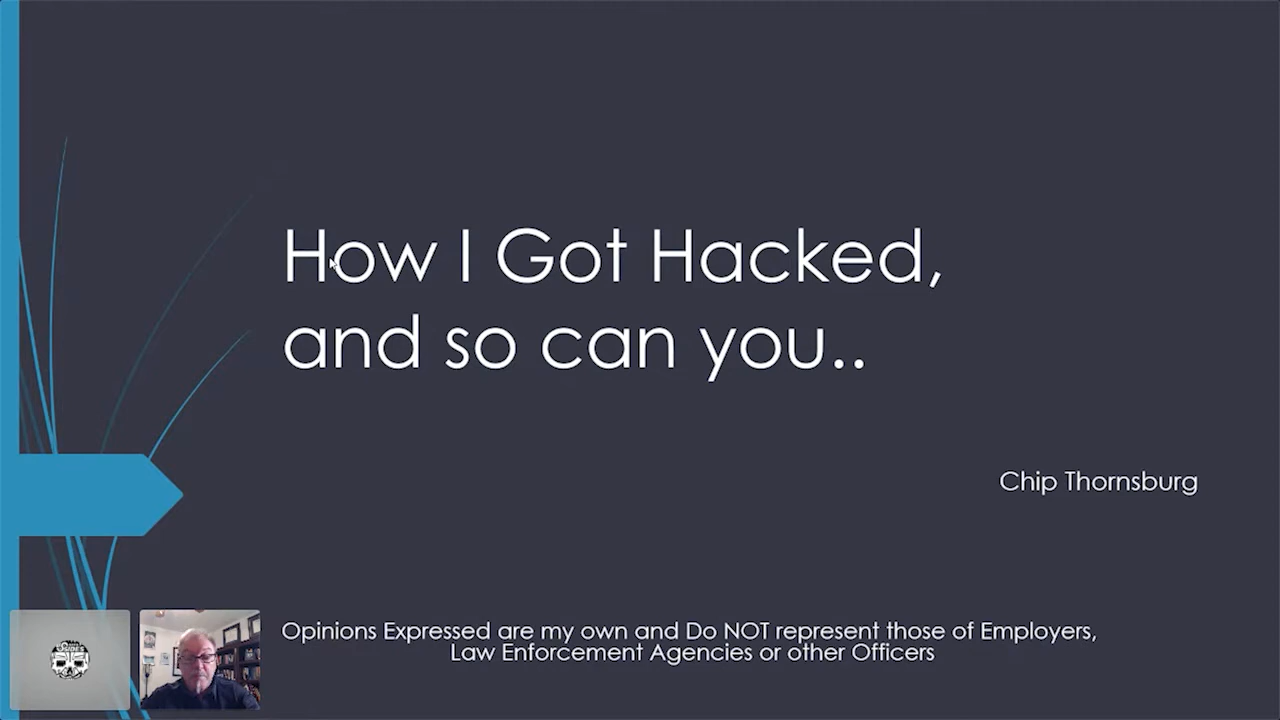 How I Got Hacked,
and so can you..
Chip Thornsburg
Opinions Expressed are my own and Do NOT represent those of Employers,
Law Enforcement Agencies or other Officers